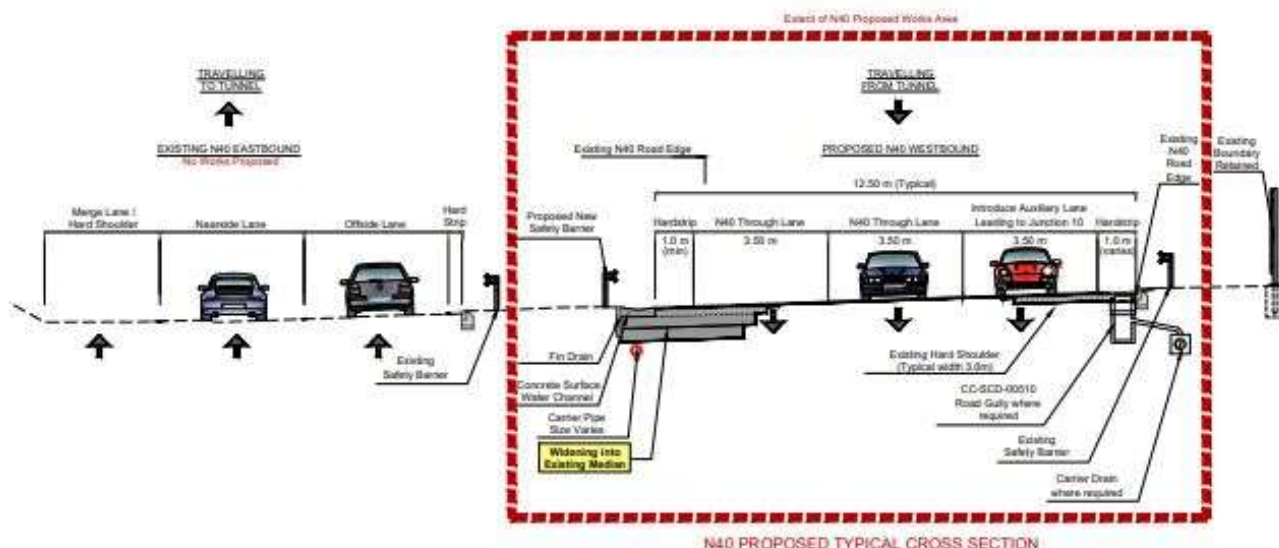 Extent of N40 Proposed Works Area
TRAVELLING
TO TUNNEL
EXISTING N40 EASTBOUND
No Works Proposed
Merge Lane /
Hard Shoulder
Nearside Lane
Offside Lane
Hard
Strip
Existing
Safety Barrier
TRAVELLING
FROM TUNNEL
PROPOSED N40 WESTBOUND
Existing N40 Road Edge
12.50 m (Typical)
Existing
N40
Road
Edge
Existing
Boundary
Retained
Proposed New
Safety Barrier
Hardstrip
1.0 m
(min)
N40 Through Lane
3.50 m
N40 Through Lane
3.50 m
Introduce Auxiliary Lane
Leading to Junction 10
3.50 m
Hardstrip
1.0 m
(varies)
Fin Drain
Concrete Surface
Water Channel
Carrier Pipe
Size Varies
Widening into
Existing Median
Existing Hard Shoulder
(Typical width 3.0m)
CC-SCD-00510
Road Gully where
required
Existing
Safety Barrier
Carrier Drain
where required
N40 PROPOSED TYPICAL CROSS SECTION